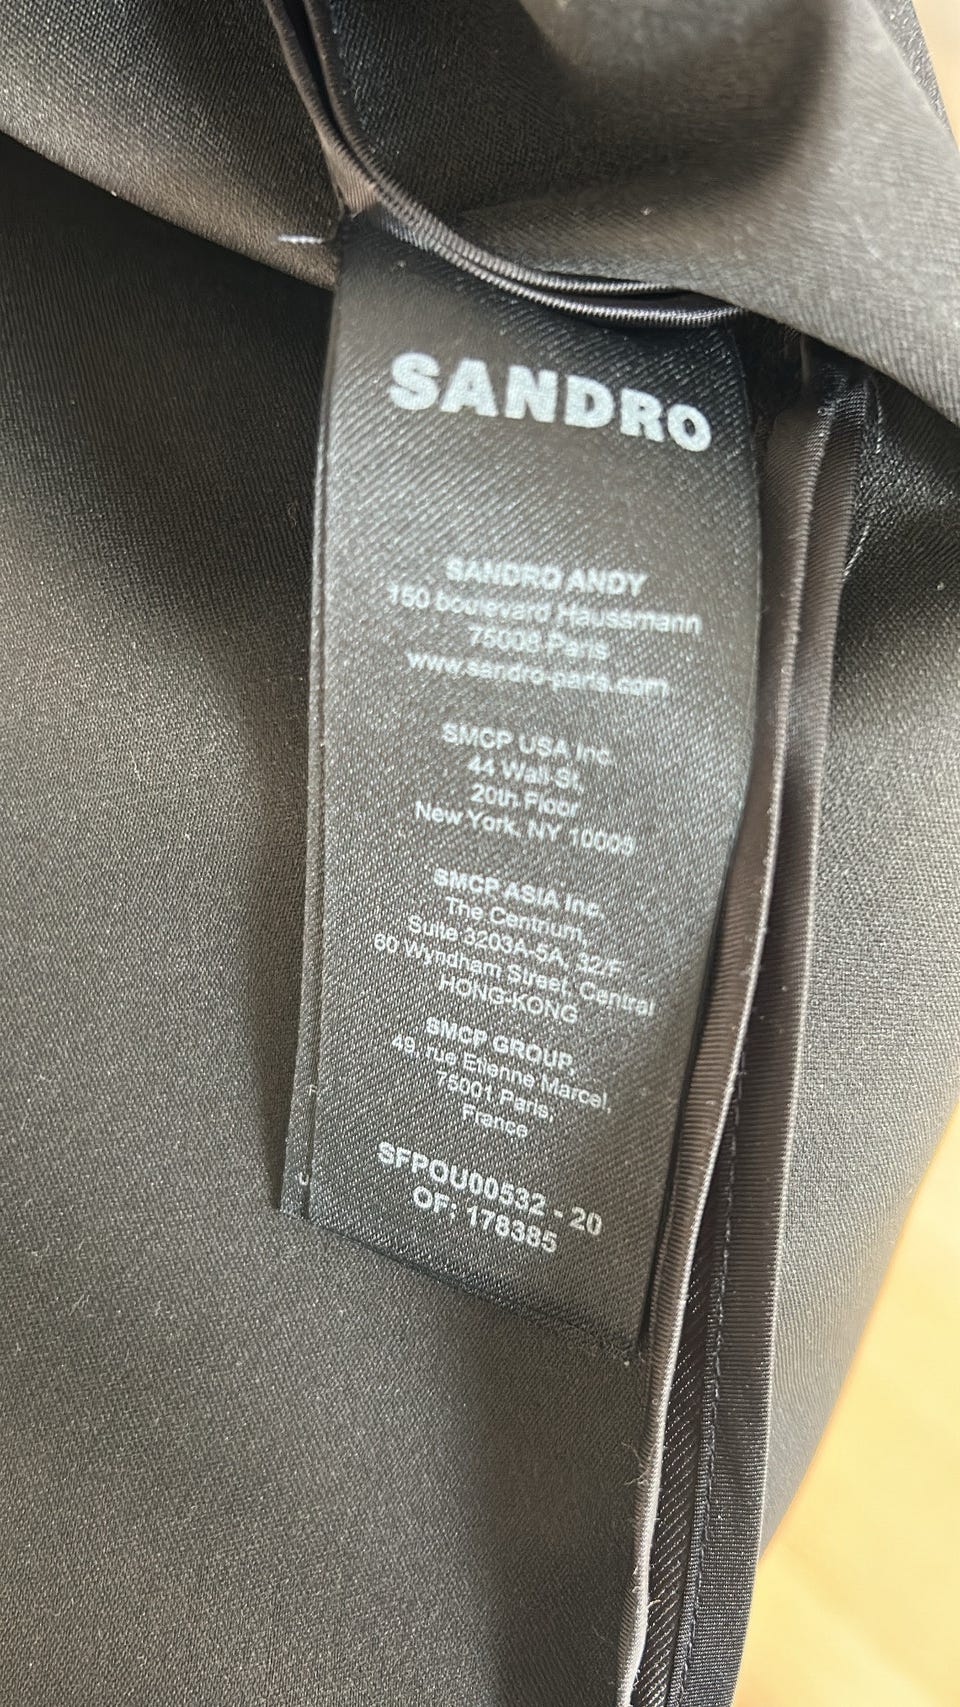 SANDRO
SANDRO ANDY
150 boulevard Haussmann
75008 Paris
www.sandro-paris.com
SMCP USA Inc.
44 Wall St,
20th Floor
New York, NY 10005
SMCP ASIA Inc.
The Centrium,
Suite 3203A-5A, 32/F
60 Wyndham Street, Central
HONG-KONG
SMCP GROUP,
49, rue Etienne Marcel,
75001 Paris,
France
SFPOU00532 - 20
OF: 178385